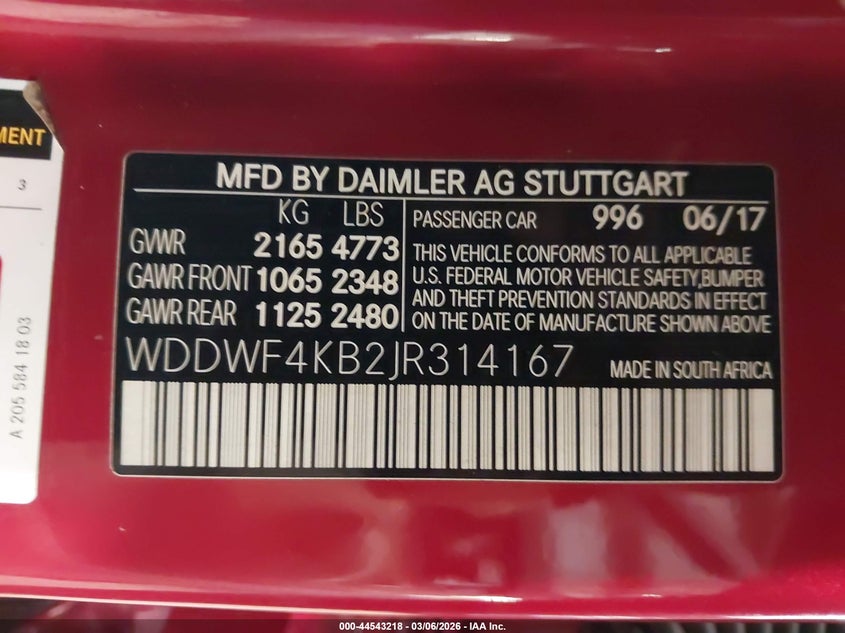 MENT
3
A 205 584 18 03
MFD BY DAIMLER AG STUTTGART
KG LBS
GVWR 2165 4773
GAWR FRONT 1065 2348
GAWR REAR 1125 2480
PASSENGER CAR 996 06/17
THIS VEHICLE CONFORMS TO ALL APPLICABLE
U.S. FEDERAL MOTOR VEHICLE SAFETY,BUMPER
AND THEFT PREVENTION STANDARDS IN EFFECT
ON THE DATE OF MANUFACTURE SHOWN ABOVE
WDDWF4KB2JR314167 MADE IN SOUTH AFRICA
000-44543218 - 03/06/2026 - IAA Inc.